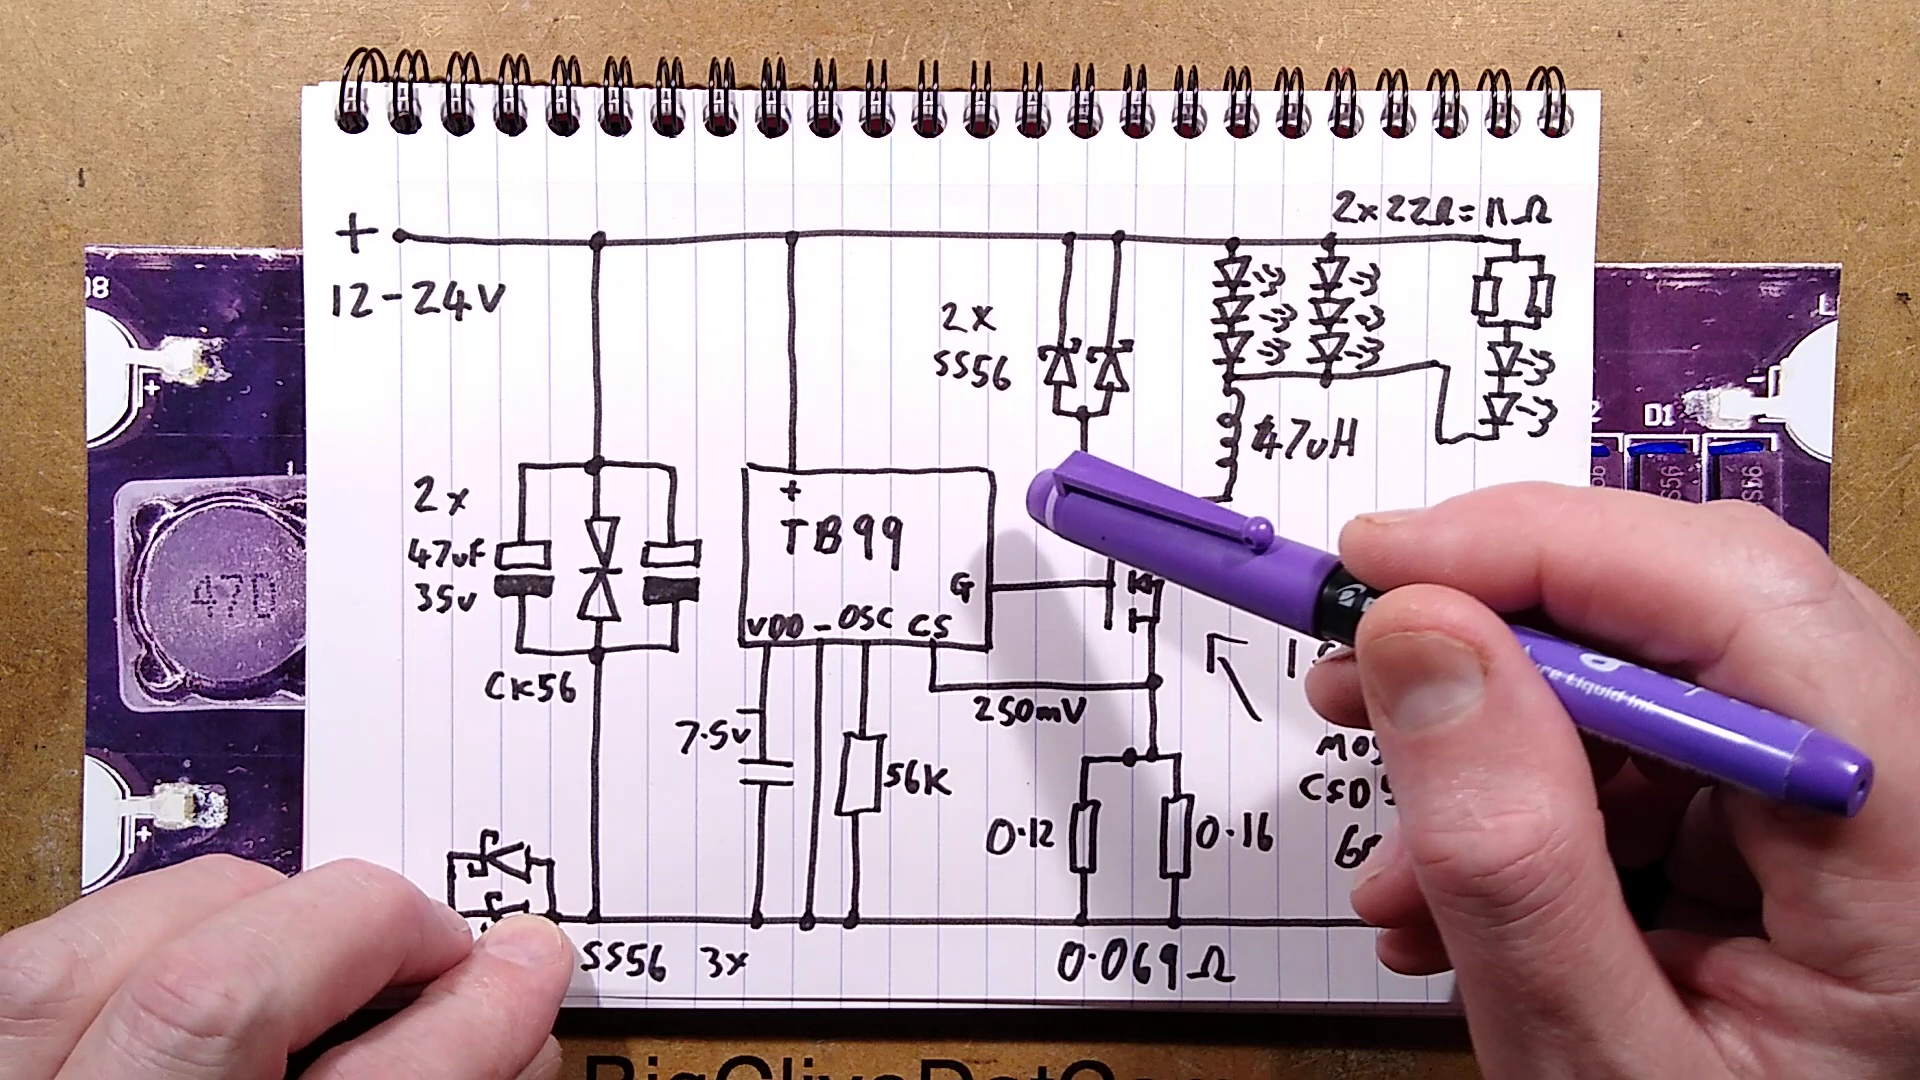 2x22Ω=11Ω
+
12-24V
2x
SS56
47uH
2x
47uF
35v
CK56
+
TB99
G
VDD - OSC CS
250mV
7.5v
56K
0.12
0.16
SS56 3x
0.069Ω
470
D1
+
+
BigCliveDotCom